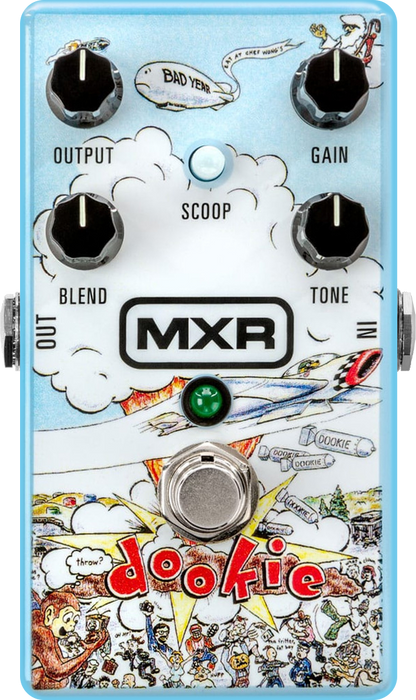 EAT AT CHEF WONG'S
BAD YEAR
OUTPUT
GAIN
SCOOP
BLEND
TONE
OUT
IN
MXR
DOOKIE
DOOKIE
DOOKIE
DOOKIE
DOOKIE
throw?
dookie